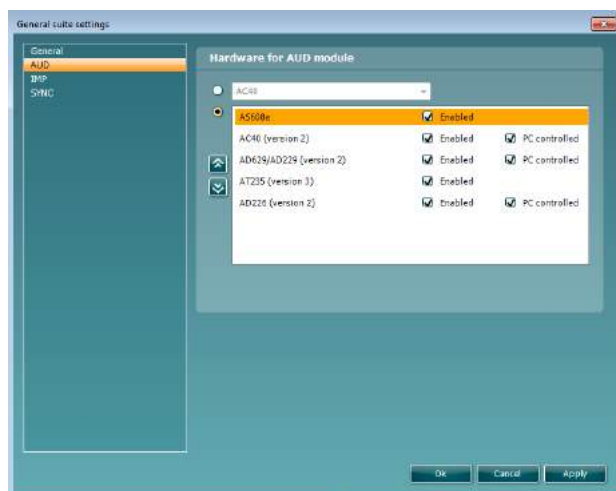 General suite settings
General
AUD
IMP
SYNC
Hardware for AUD module
AC40
AS608e Enabled
AC40 (version 2) Enabled PC controlled
AD629/AD229 (version 2) Enabled PC controlled
AT235 (version 3) Enabled
AD226 (version 2) Enabled PC controlled
Ok Cancel Apply